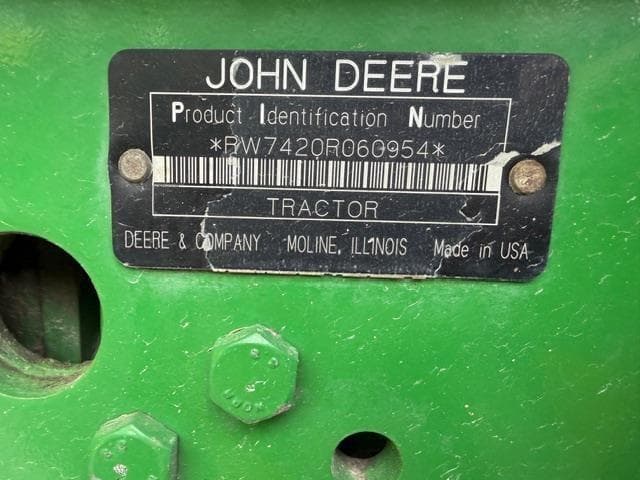 JOHN DEERE
Product Identification Number
*RW7420R060954*
TRACTOR
DEERE & COMPANY MOLINE, ILLINOIS Made in USA